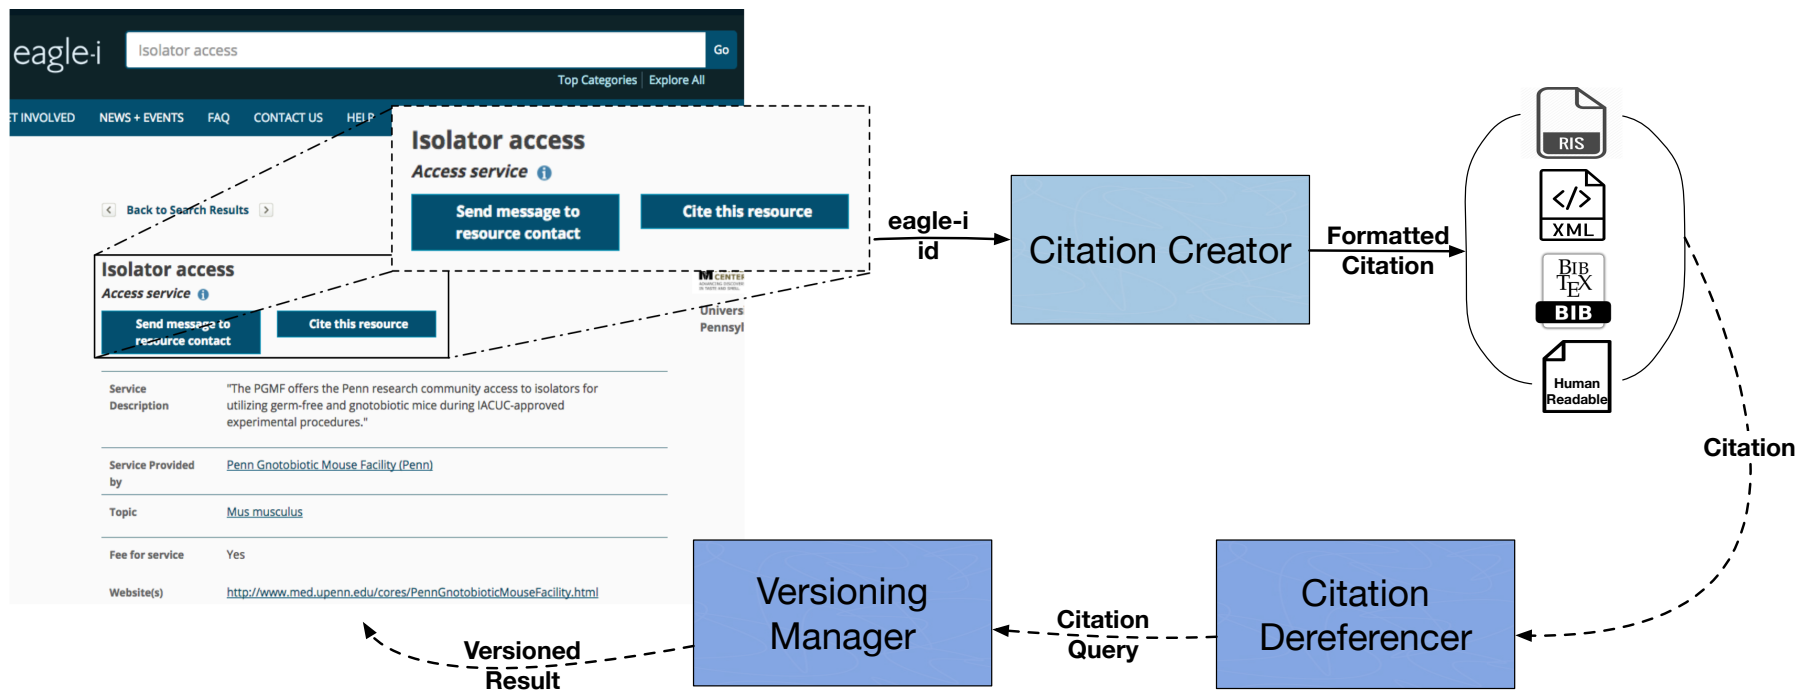 eagle-i
Isolator access
Go
Top Categories
Explore All
ET INVOLVED
NEWS + EVENTS
FAQ
CONTACT US
HELP
Isolator access
Access service
Send message to
resource contact
Cite this resource
Back to Search Results
Isolator access
Access service
Send message to
resource contact
Cite this resource
M CENTER
Univers
Pennsyl
Service
Description
"The PGMF offers the Penn research community access to isolators for
utilizing germ-free and gnotobiotic mice during IACUC-approved
experimental procedures."
Service Provided
by
Penn Gnotobiotic Mouse Facility (Penn)
Topic
Mus musculus
Fee for service
Yes
Website(s)
http://www.med.upenn.edu/cores/PennGnotobioticMouseFacility.html
eagle-i
id
Citation Creator
Formatted
Citation
RIS
</>
XML
BIB
TEX
BIB
Human
Readable
Citation
Citation
Dereferencer
Citation
Query
Versioning
Manager
Versioned
Result